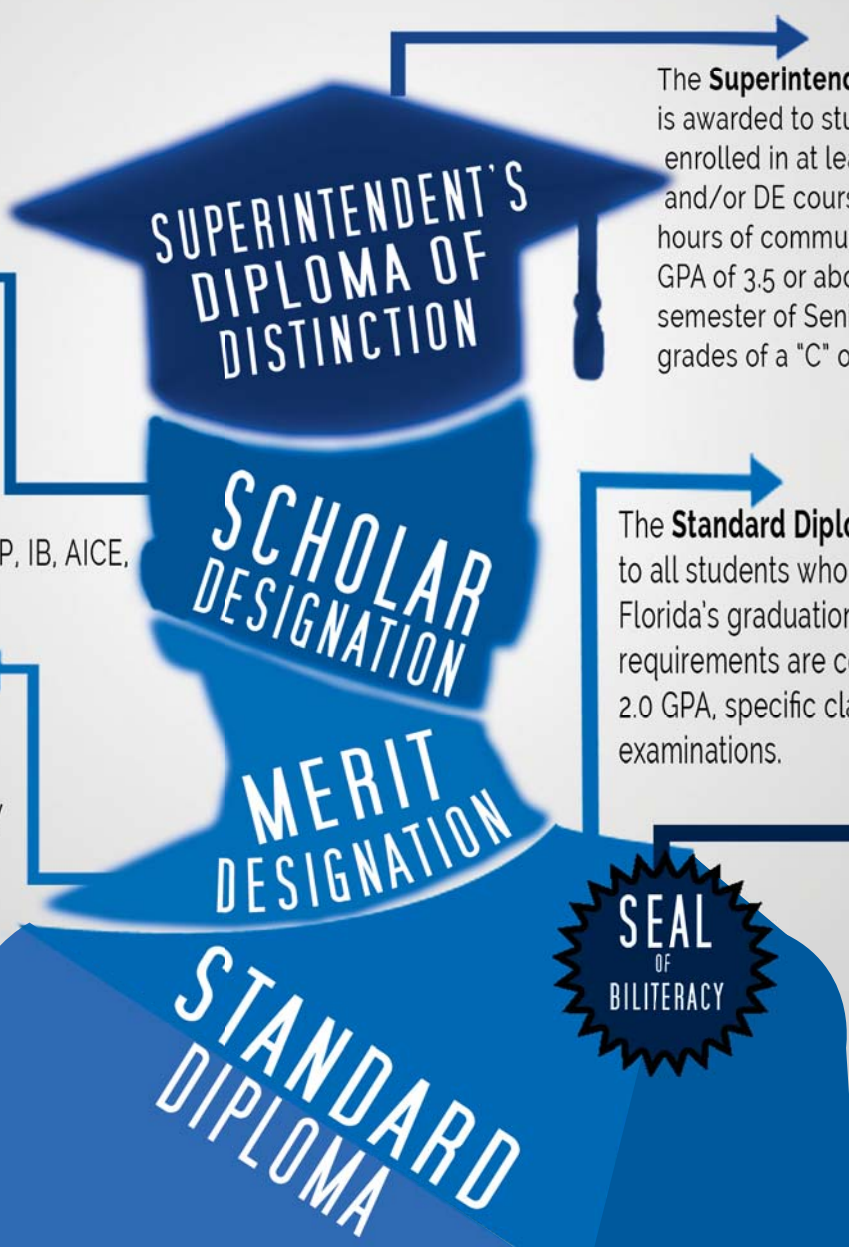 The Superintend
is awarded to stu
enrolled in at lea
and/or DE cours
hours of commu
GPA of 3.5 or abo
semester of Seni
grades of a "C" o
SUPERINTENDENT'S
DIPLOMA OF
DISTINCTION
SCHOLAR
DESIGNATION
P, IB, AICE,
The Standard Diplo
to all students who
Florida's graduation
requirements are c
2.0 GPA, specific cla
examinations.
MERIT
DESIGNATION
SEAL
OF
BILITERACY
STANDARD
DIPLOMA